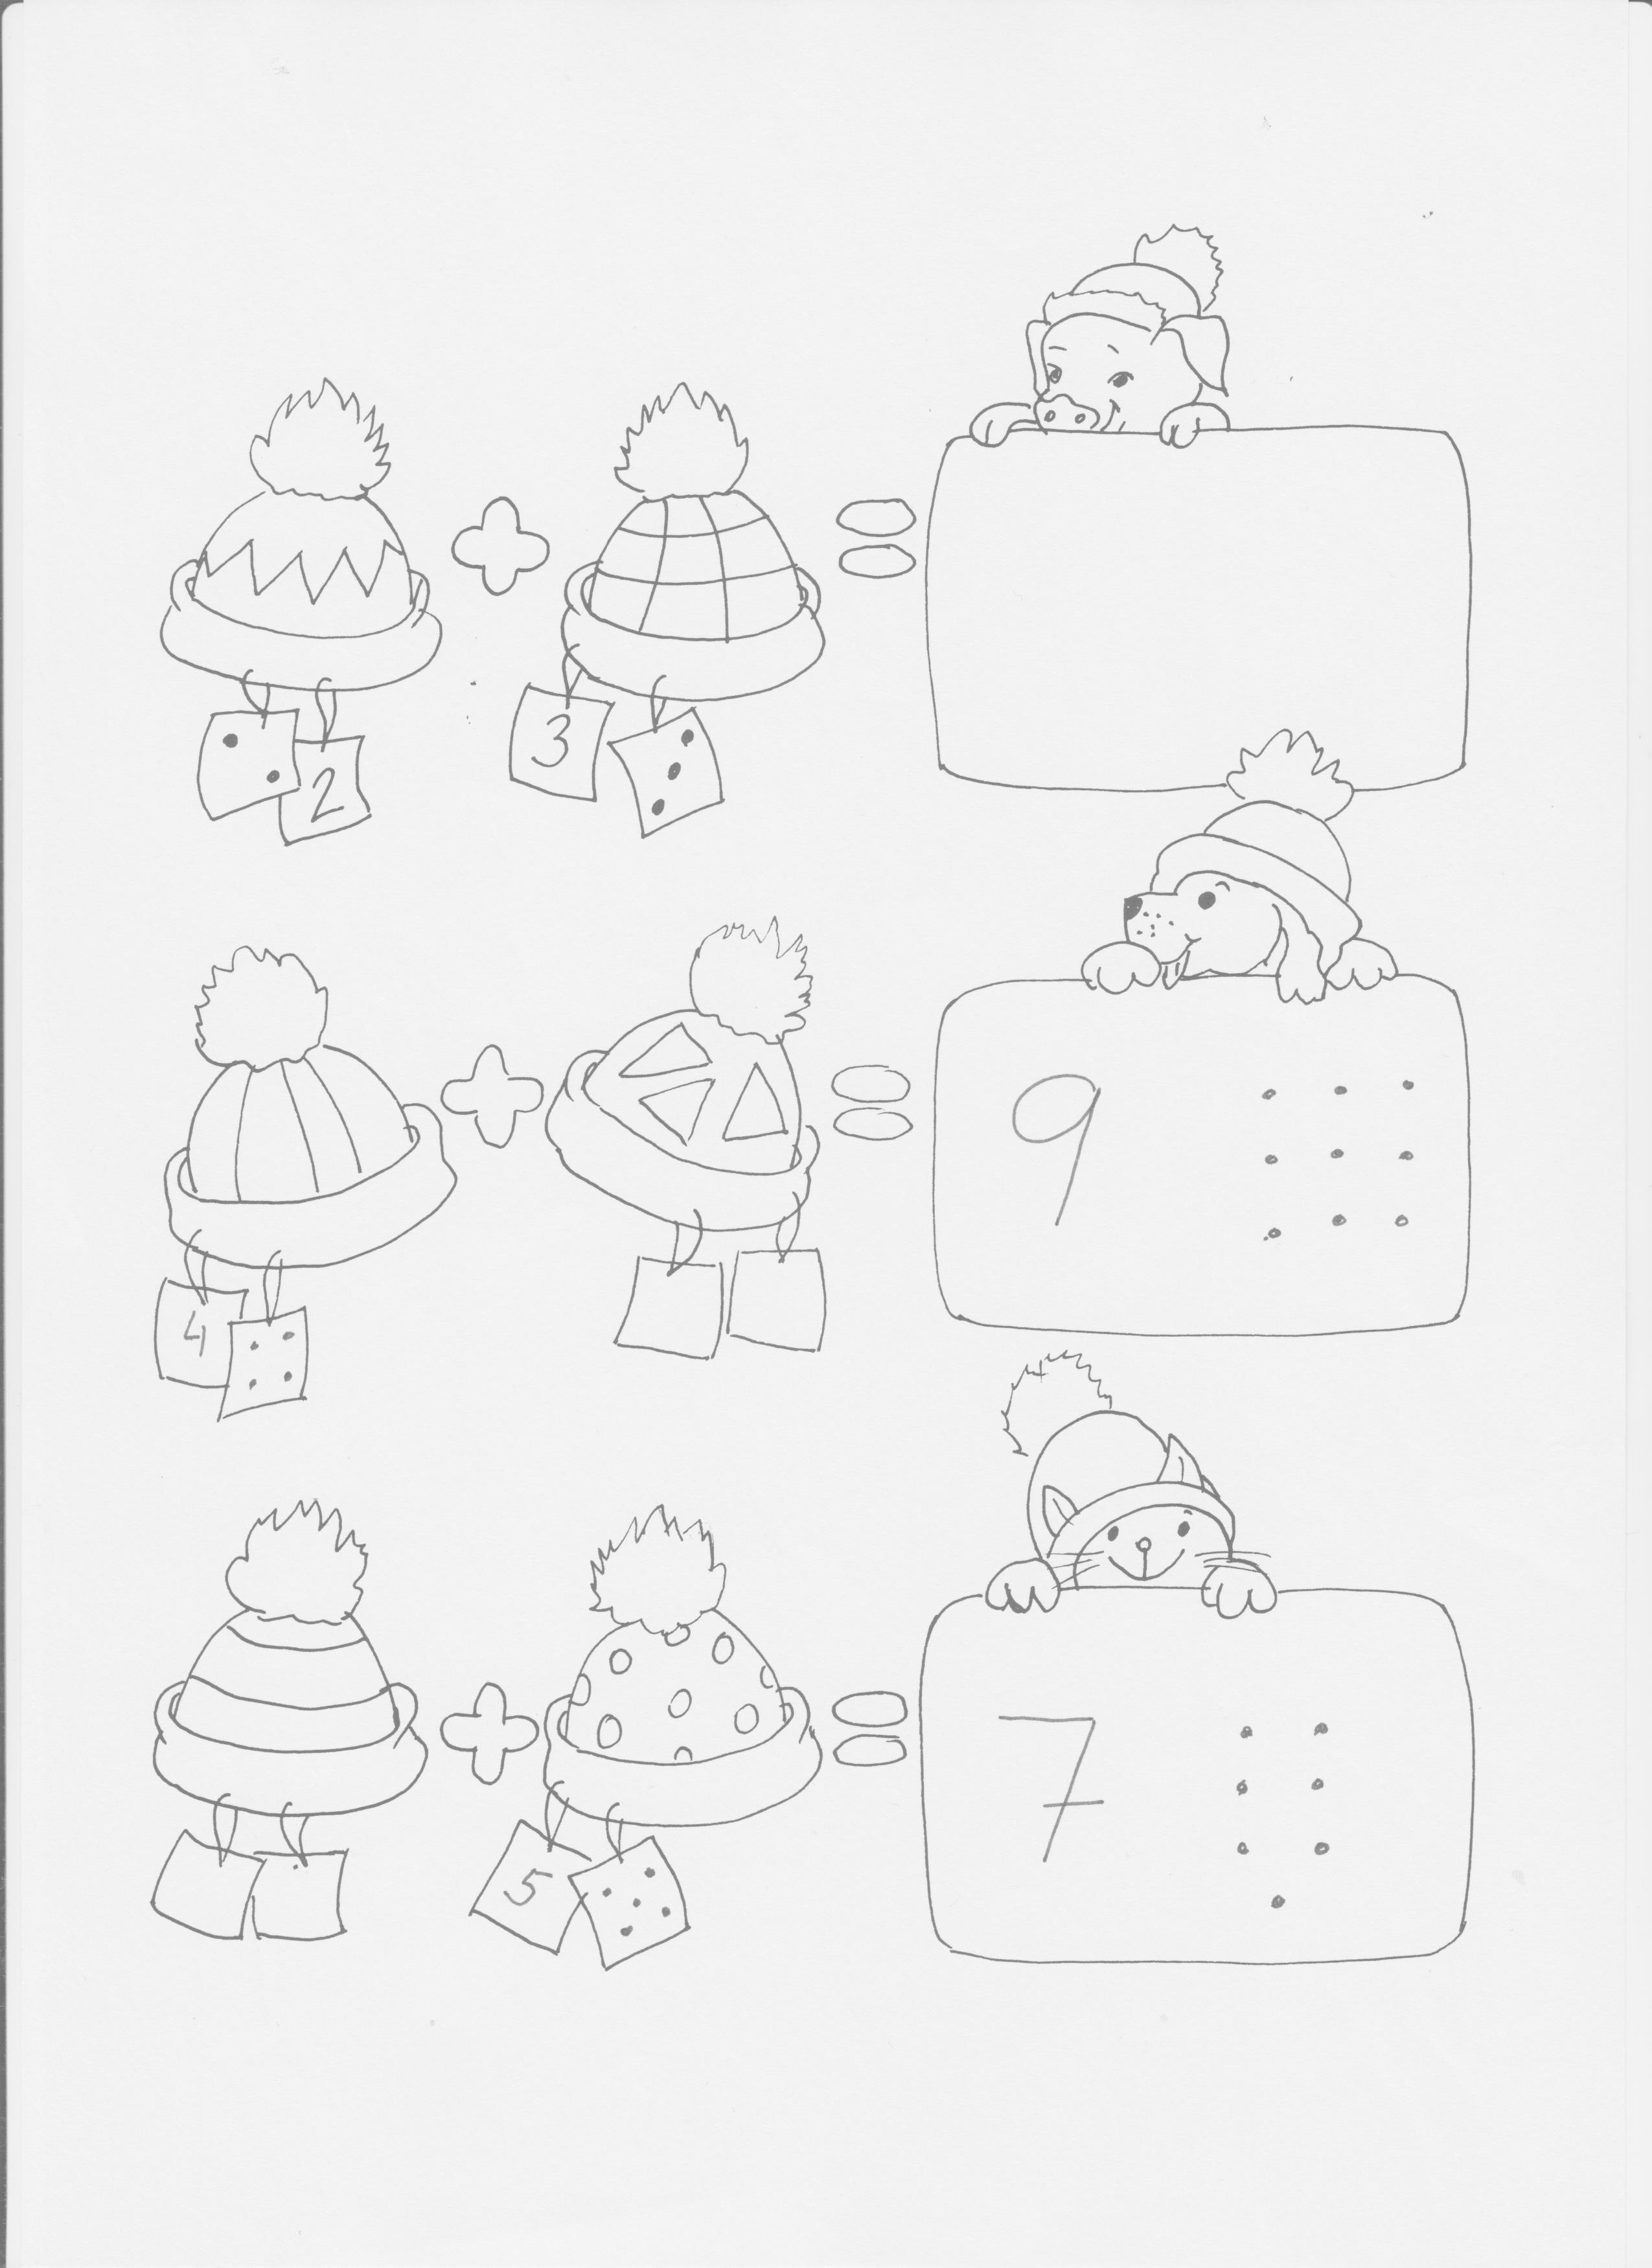 2 + 3 =
4 + = 9
+ 5 = 7